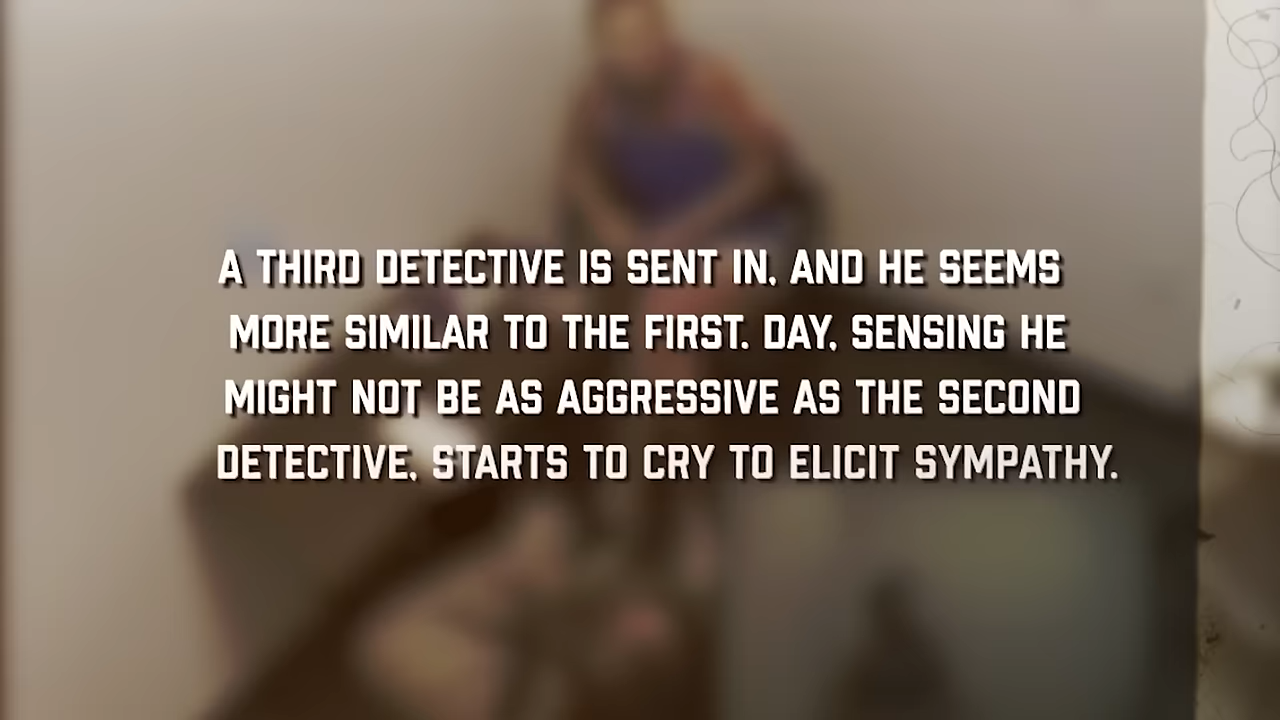 A THIRD DETECTIVE IS SENT IN, AND HE SEEMS
MORE SIMILAR TO THE FIRST. DAY, SENSING HE
MIGHT NOT BE AS AGGRESSIVE AS THE SECOND
DETECTIVE, STARTS TO CRY TO ELICIT SYMPATHY.